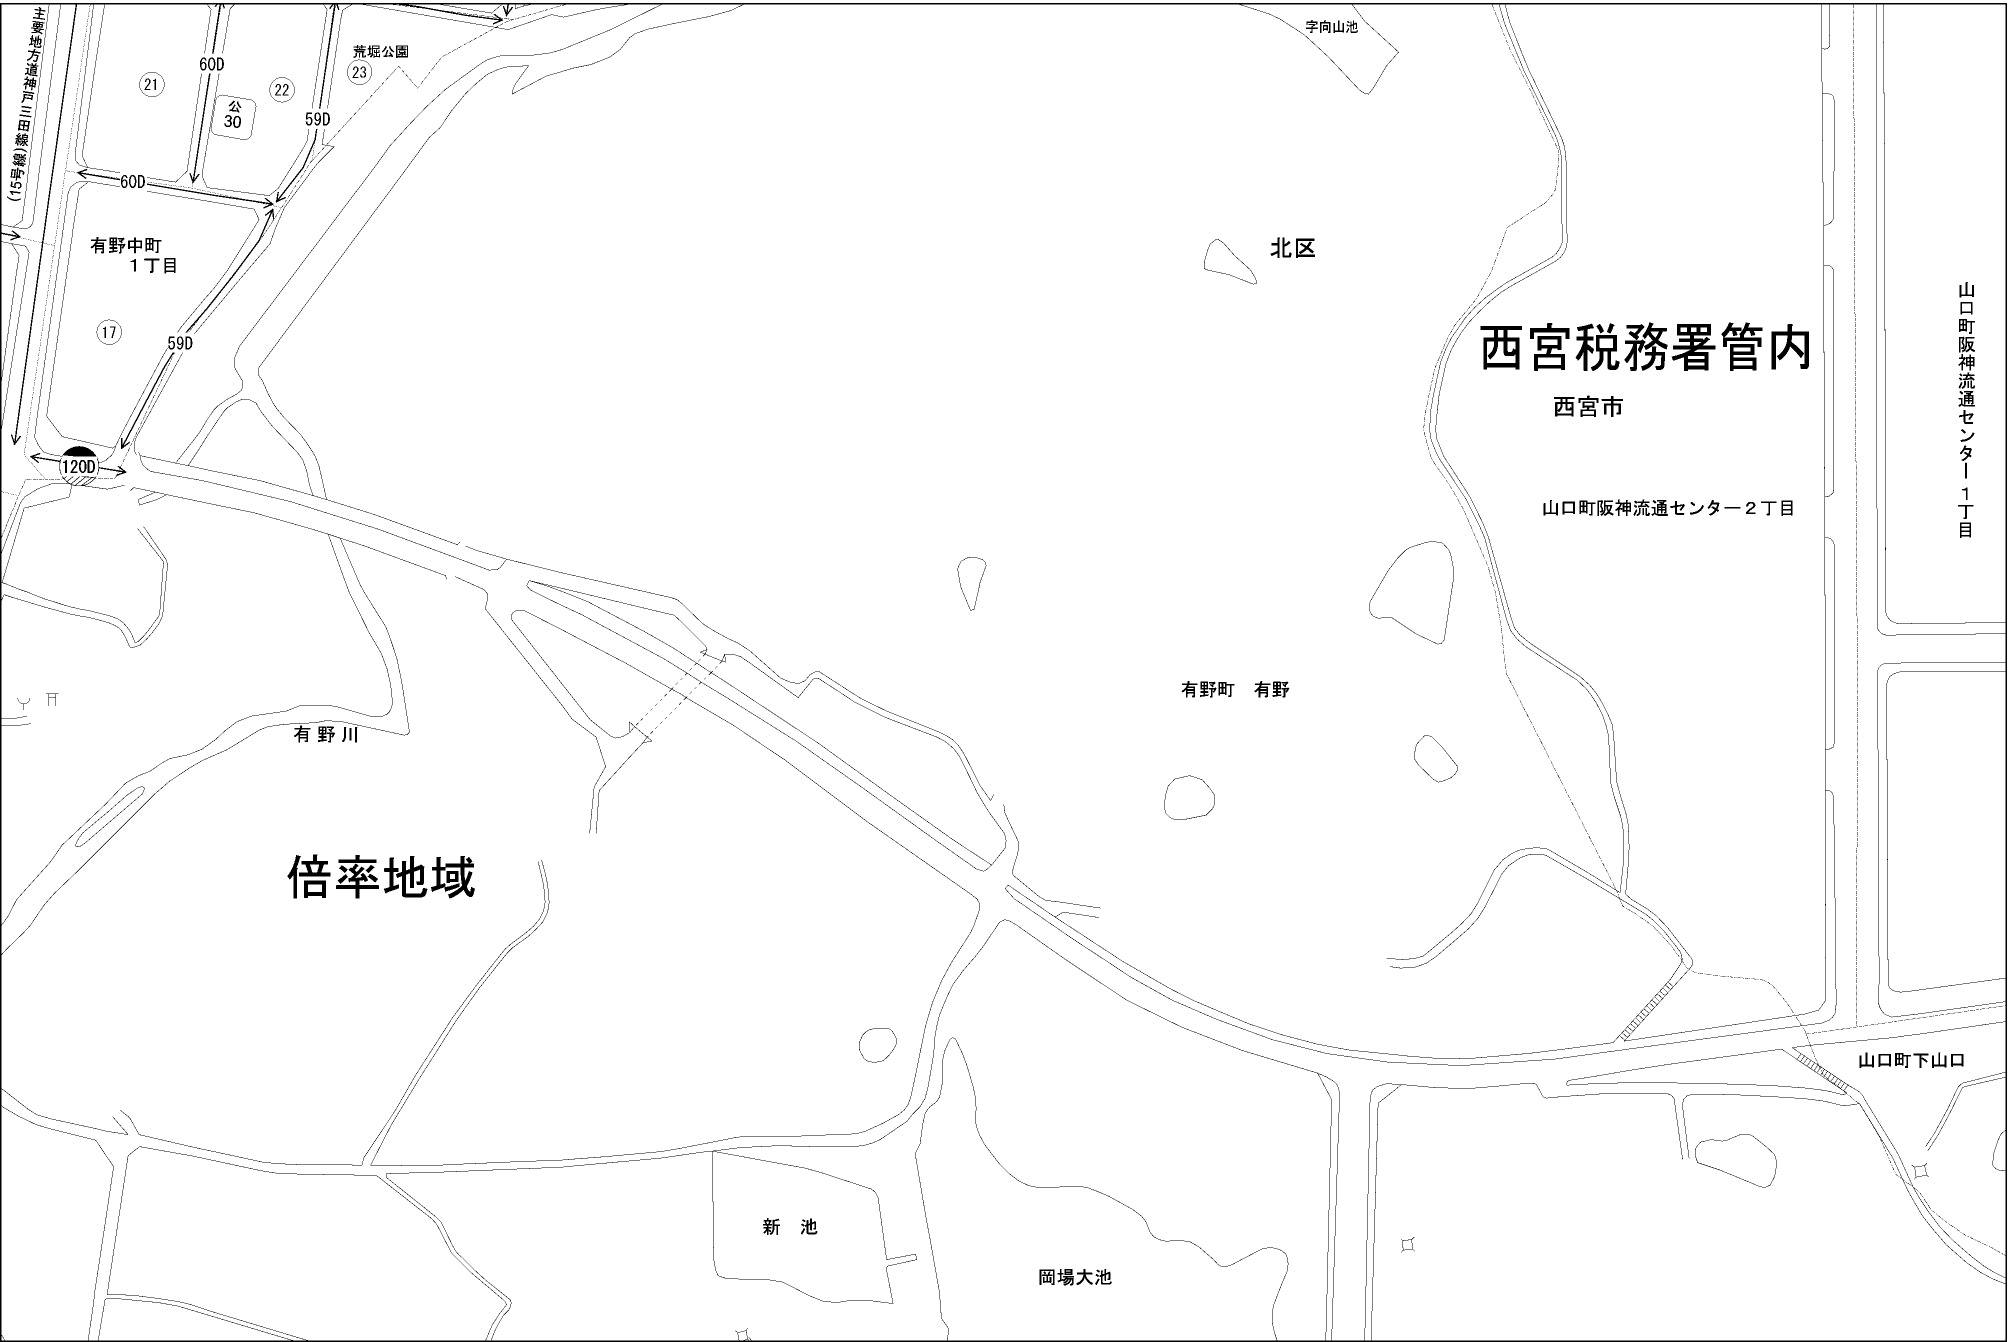 主要地方道神戸三田線
(15号線)
21
60D
22
公
30
荒堀公園
23
59D
60D
有野中町
１丁目
17
59D
120D
字向山池
北区
西宮税務署管内
西宮市
山口町阪神流通センター１丁目
山口町阪神流通センター２丁目
有野町　有野
有野川
倍率地域
山口町下山口
新　池
岡場大池